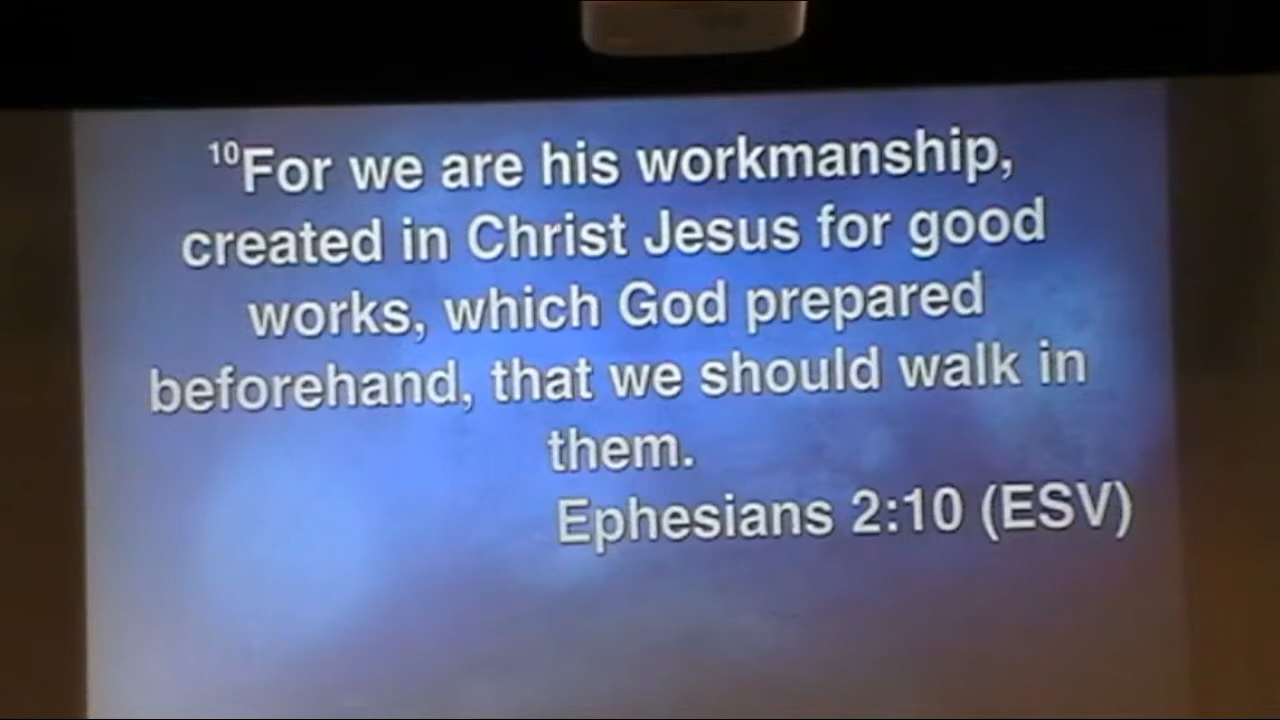 10For we are his workmanship,
created in Christ Jesus for good
works, which God prepared
beforehand, that we should walk in
them.
Ephesians 2:10 (ESV)